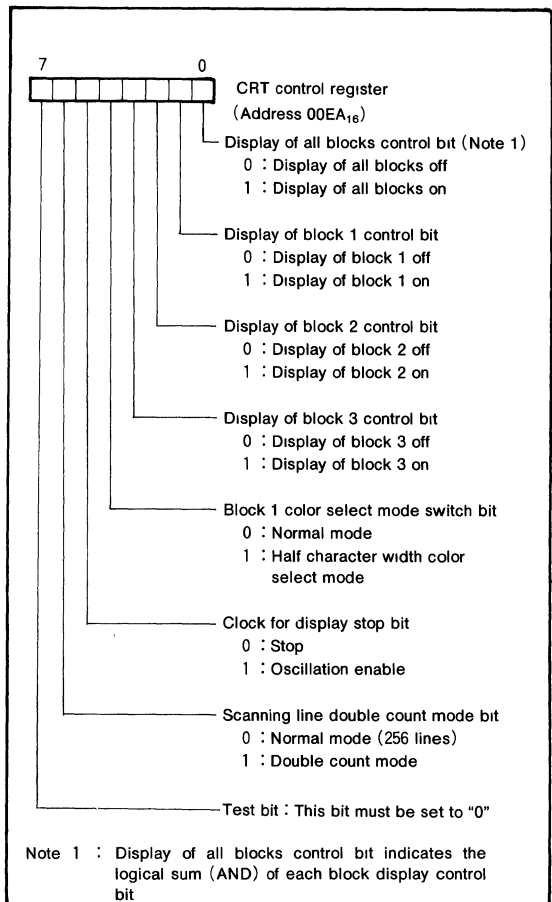 7 0
CRT control register
(Address 00EA₁₆)
Display of all blocks control bit (Note 1)
0 : Display of all blocks off
1 : Display of all blocks on
Display of block 1 control bit
0 : Display of block 1 off
1 : Display of block 1 on
Display of block 2 control bit
0 : Display of block 2 off
1 : Display of block 2 on
Display of block 3 control bit
0 : Display of block 3 off
1 : Display of block 3 on
Block 1 color select mode switch bit
0 : Normal mode
1 : Half character width color
select mode
Clock for display stop bit
0 : Stop
1 : Oscillation enable
Scanning line double count mode bit
0 : Normal mode (256 lines)
1 : Double count mode
Test bit : This bit must be set to “0”
Note 1 : Display of all blocks control bit indicates the
logical sum (AND) of each block display control
bit